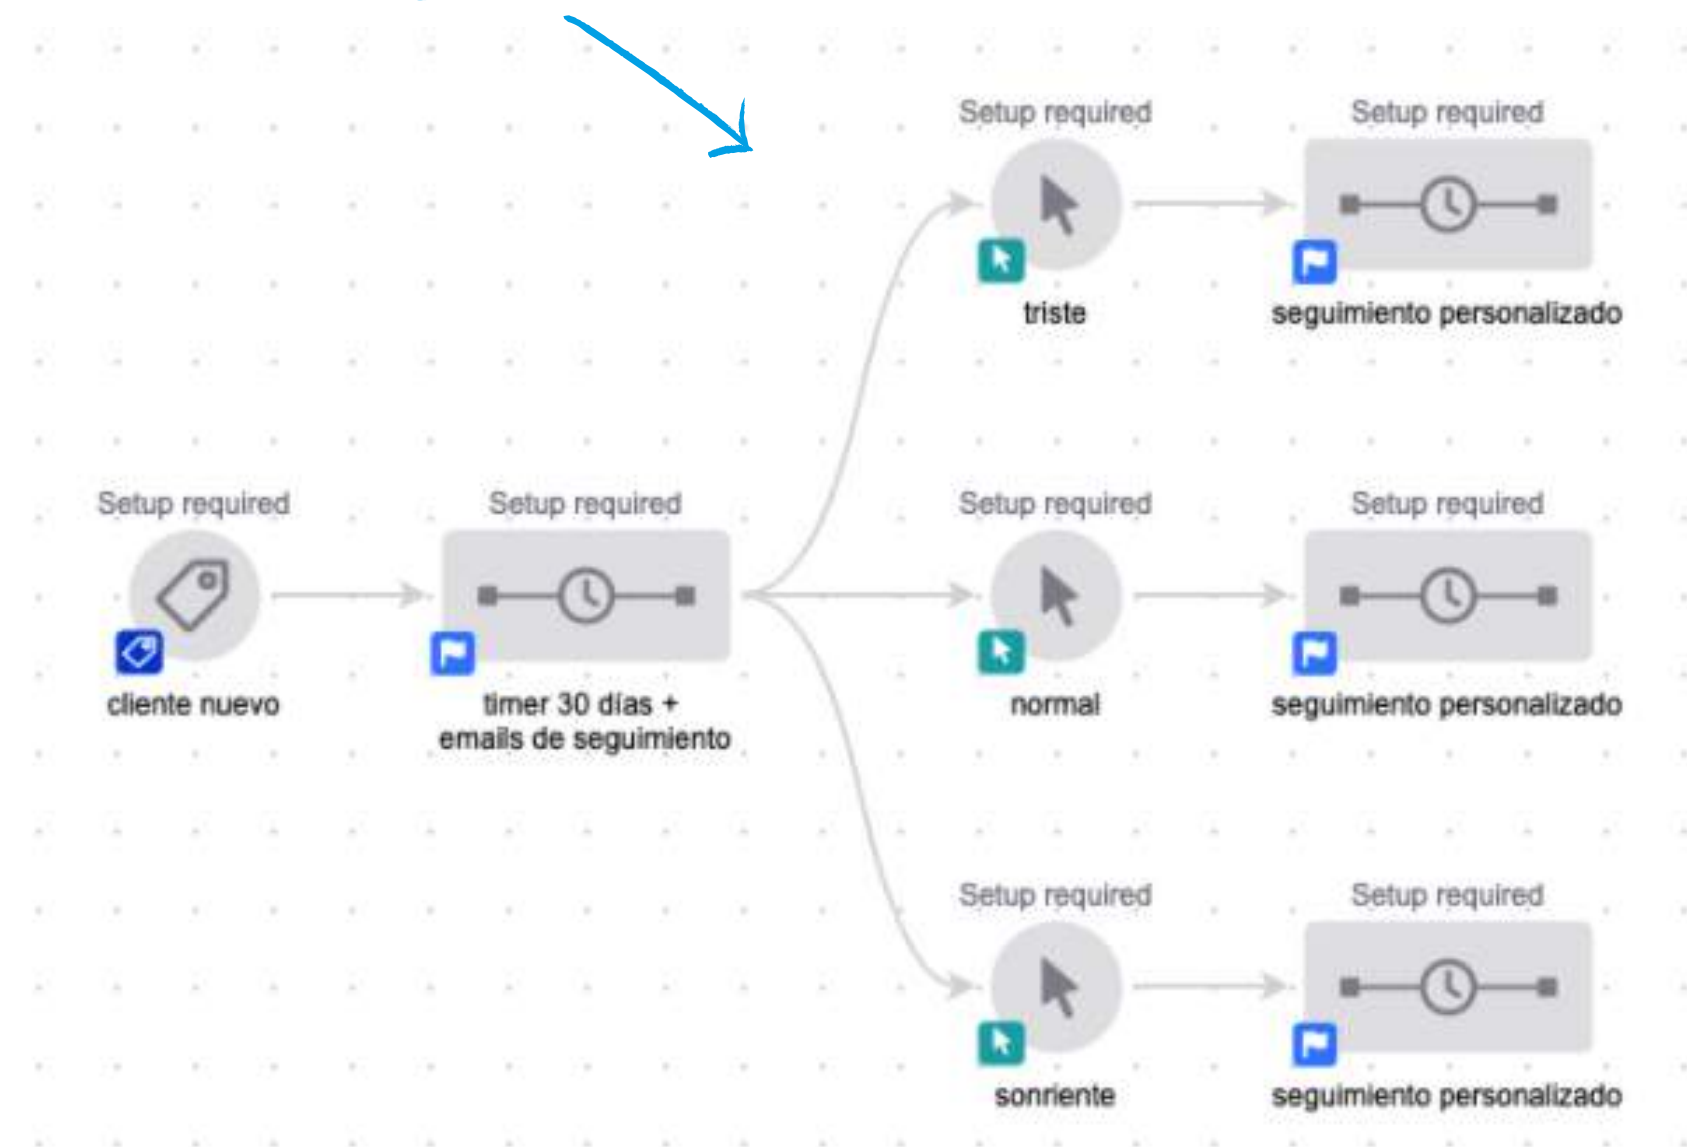 Setup required
Setup required
triste
seguimiento personalizado
Setup required
Setup required
Setup required
Setup required
cliente nuevo
timer 30 días +
emails de seguimiento
normal
seguimiento personalizado
Setup required
Setup required
sonriente
seguimiento personalizado